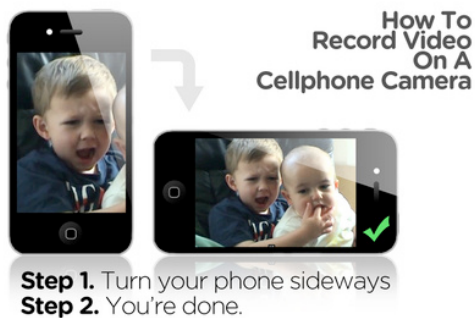 How To
Record Video
On A
Cellphone Camera
Step 1. Turn your phone sideways
Step 2. You're done.